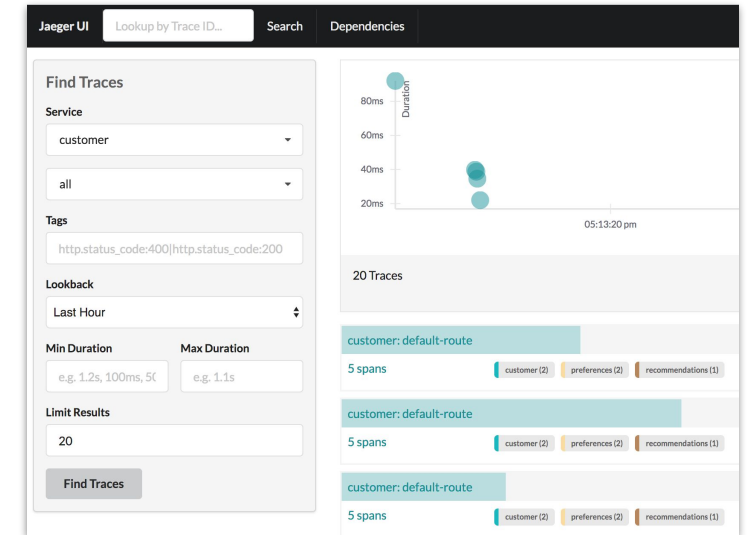 Jaeger UI Lookup by Trace ID... Search Dependencies
Find Traces
Service
customer
all
Tags
http.status_code:400|http.status_code:200
Lookback
Last Hour
Min Duration Max Duration
e.g. 1.2s, 100ms, 50 e.g. 1.1s
Limit Results
20
Find Traces
Duration
80ms
60ms
40ms
20ms
05:13:20 pm
20 Traces
customer: default-route
5 spans customer (2) preferences (2) recommendations (1)
customer: default-route
5 spans customer (2) preferences (2) recommendations (1)
customer: default-route
5 spans customer (2) preferences (2) recommendations (1)